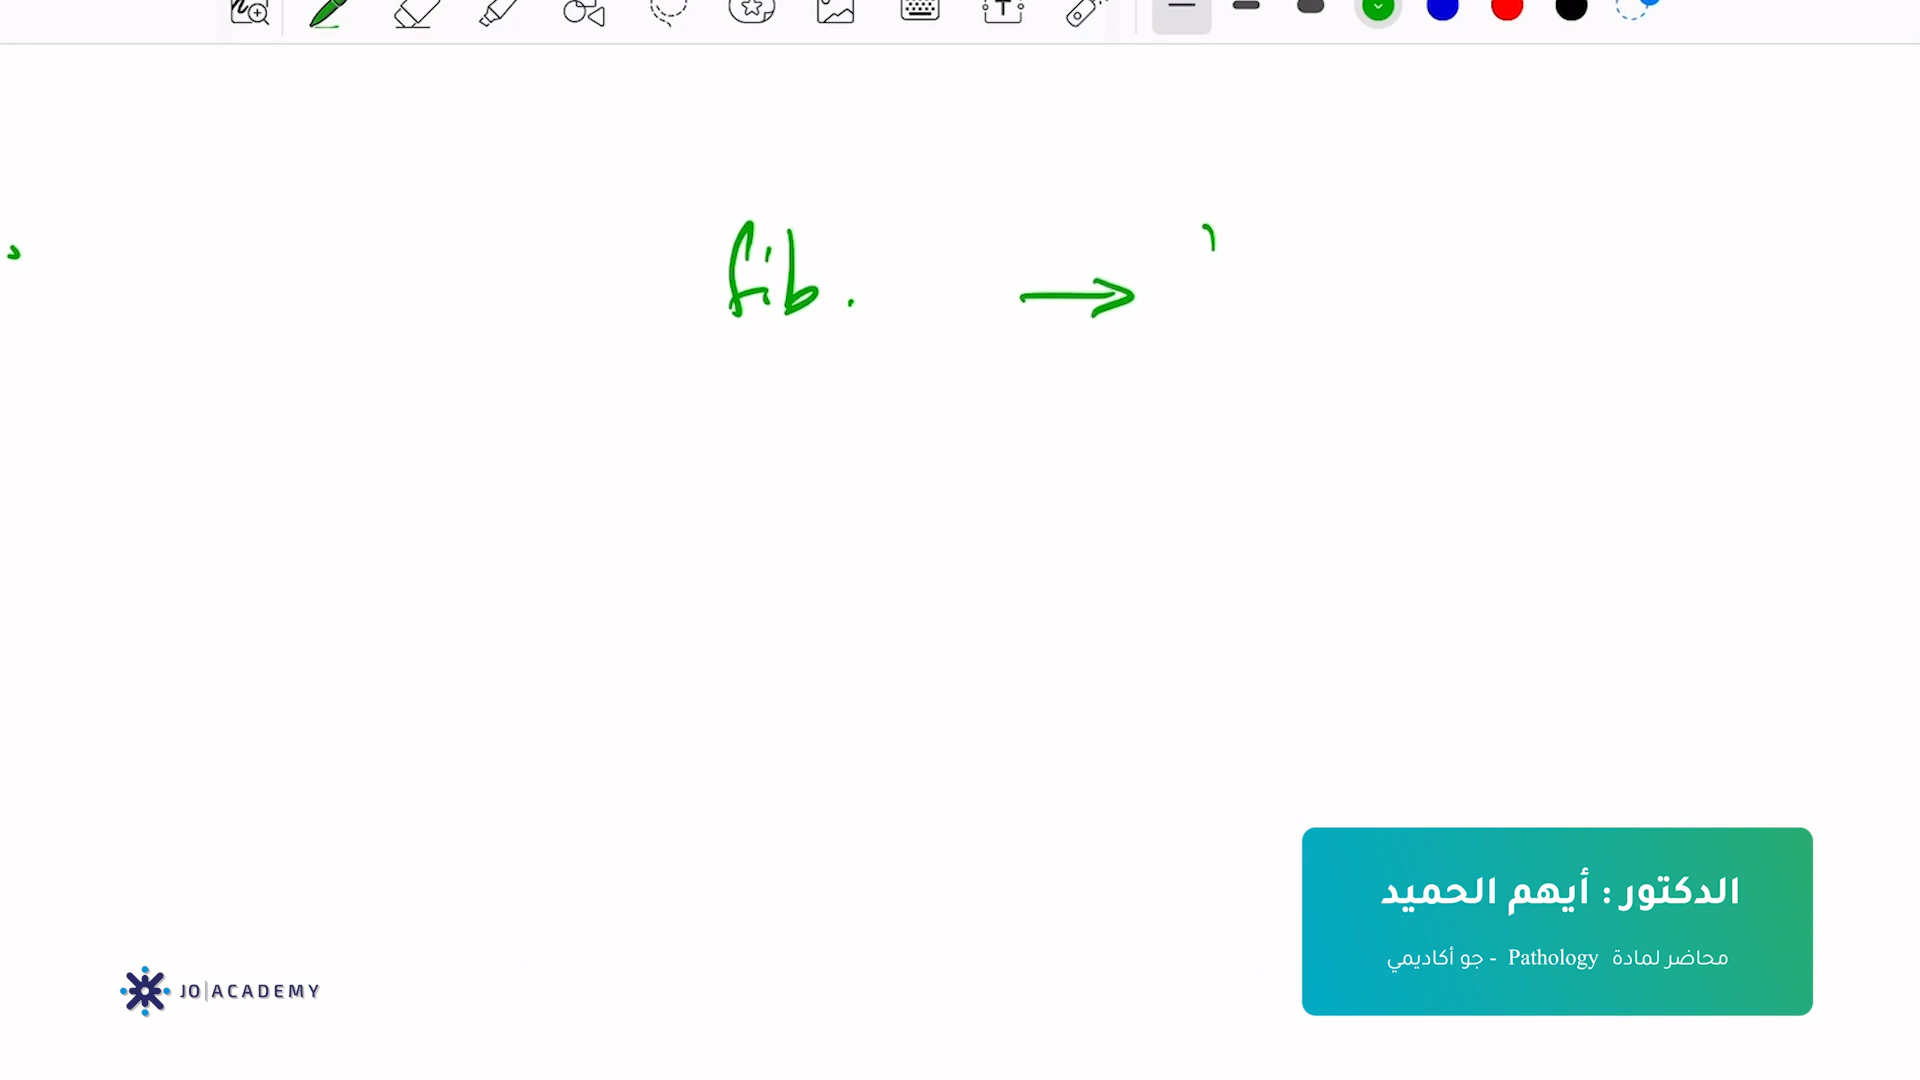 fib. →
الدكتور : أيهم الحميد
محاضر لمادة Pathology - جو أكاديمي
JO|ACADEMY